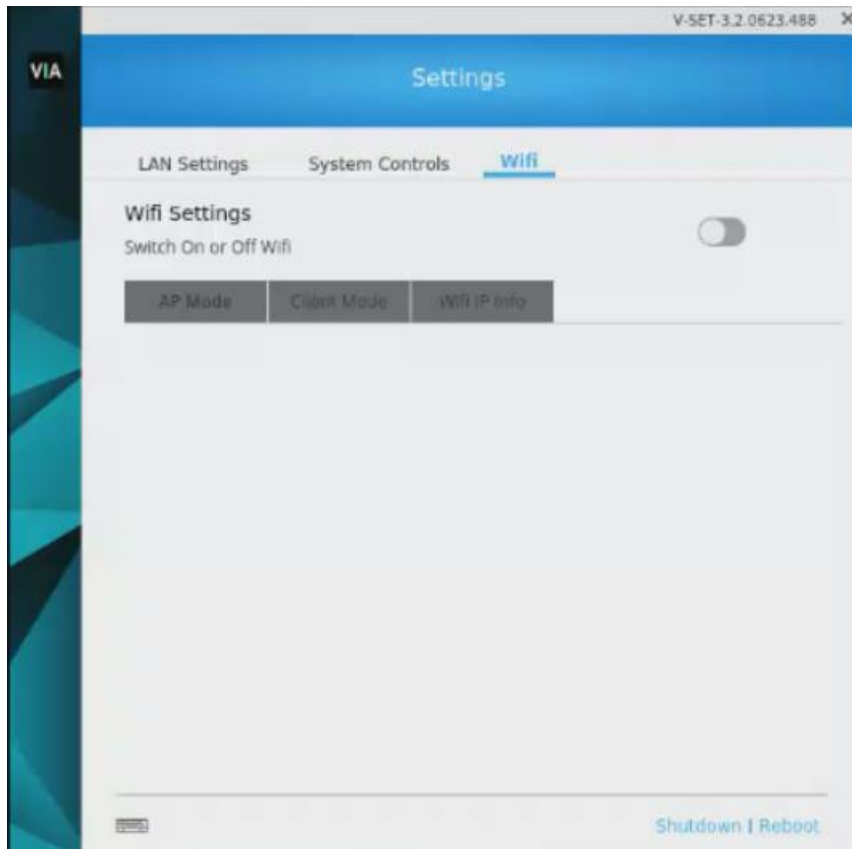 V-SET-3.2.0623.488 X
VIA
Settings
LAN Settings System Controls Wifi
Wifi Settings
Switch On or Off Wifi
AP Mode Client Mode Wifi IP Info
Shutdown | Reboot